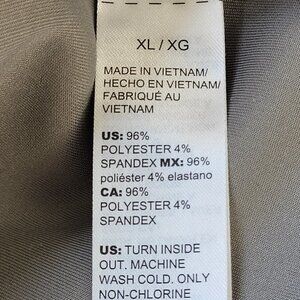 XL / XG
MADE IN VIETNAM/
HECHO EN VIETNAM/
FABRIQUÉ AU
VIETNAM
US: 96%
POLYESTER 4%
SPANDEX MX: 96%
poliéster 4% elastano
CA: 96%
POLYESTER 4%
SPANDEX
US: TURN INSIDE
OUT. MACHINE
WASH COLD. ONLY
NON-CHLORINE